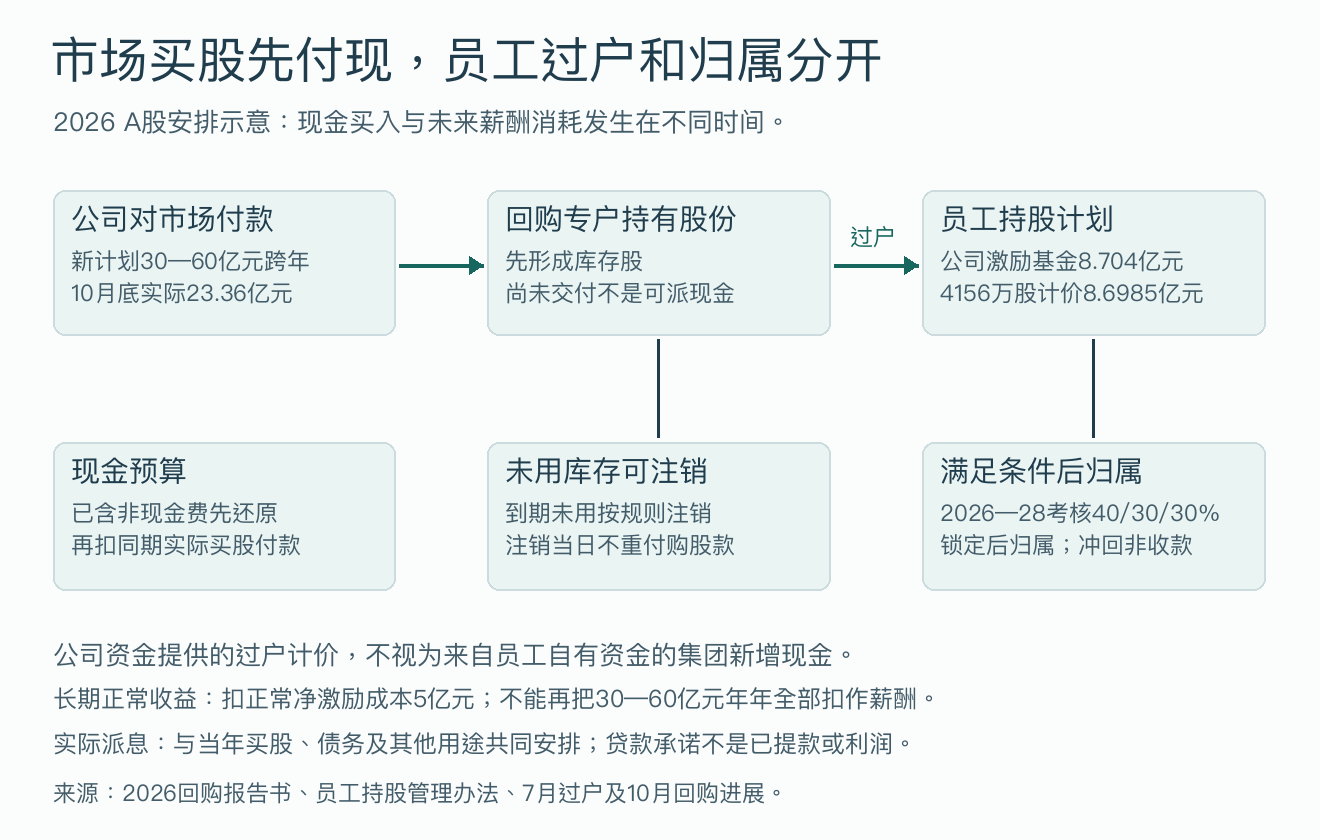 市场买股先付现，员工过户和归属分开
2026 A股安排示意：现金买入与未来薪酬消耗发生在不同时间。
公司对市场付款
新计划30—60亿元跨年
10月底实际23.36亿元
回购专户持有股份
先形成库存股
尚未交付不是可派现金
过户
员工持股计划
公司激励基金8.704亿元
4156万股计价8.6985亿元
现金预算
已含非现金费先还原
再扣同期实际买股付款
未用库存可注销
到期未用按规则注销
注销当日不重付购股款
满足条件后归属
2026—28考核40/30/30%
锁定后归属；冲回非收款
公司资金提供的过户计价，不视为来自员工自有资金的集团新增现金。
长期正常收益：扣正常净激励成本5亿元；不能再把30—60亿元年年全部扣作薪酬。
实际派息：与当年买股、债务及其他用途共同安排；贷款承诺不是已提款或利润。
来源：2026回购报告书、员工持股管理办法、7月过户及10月回购进展。